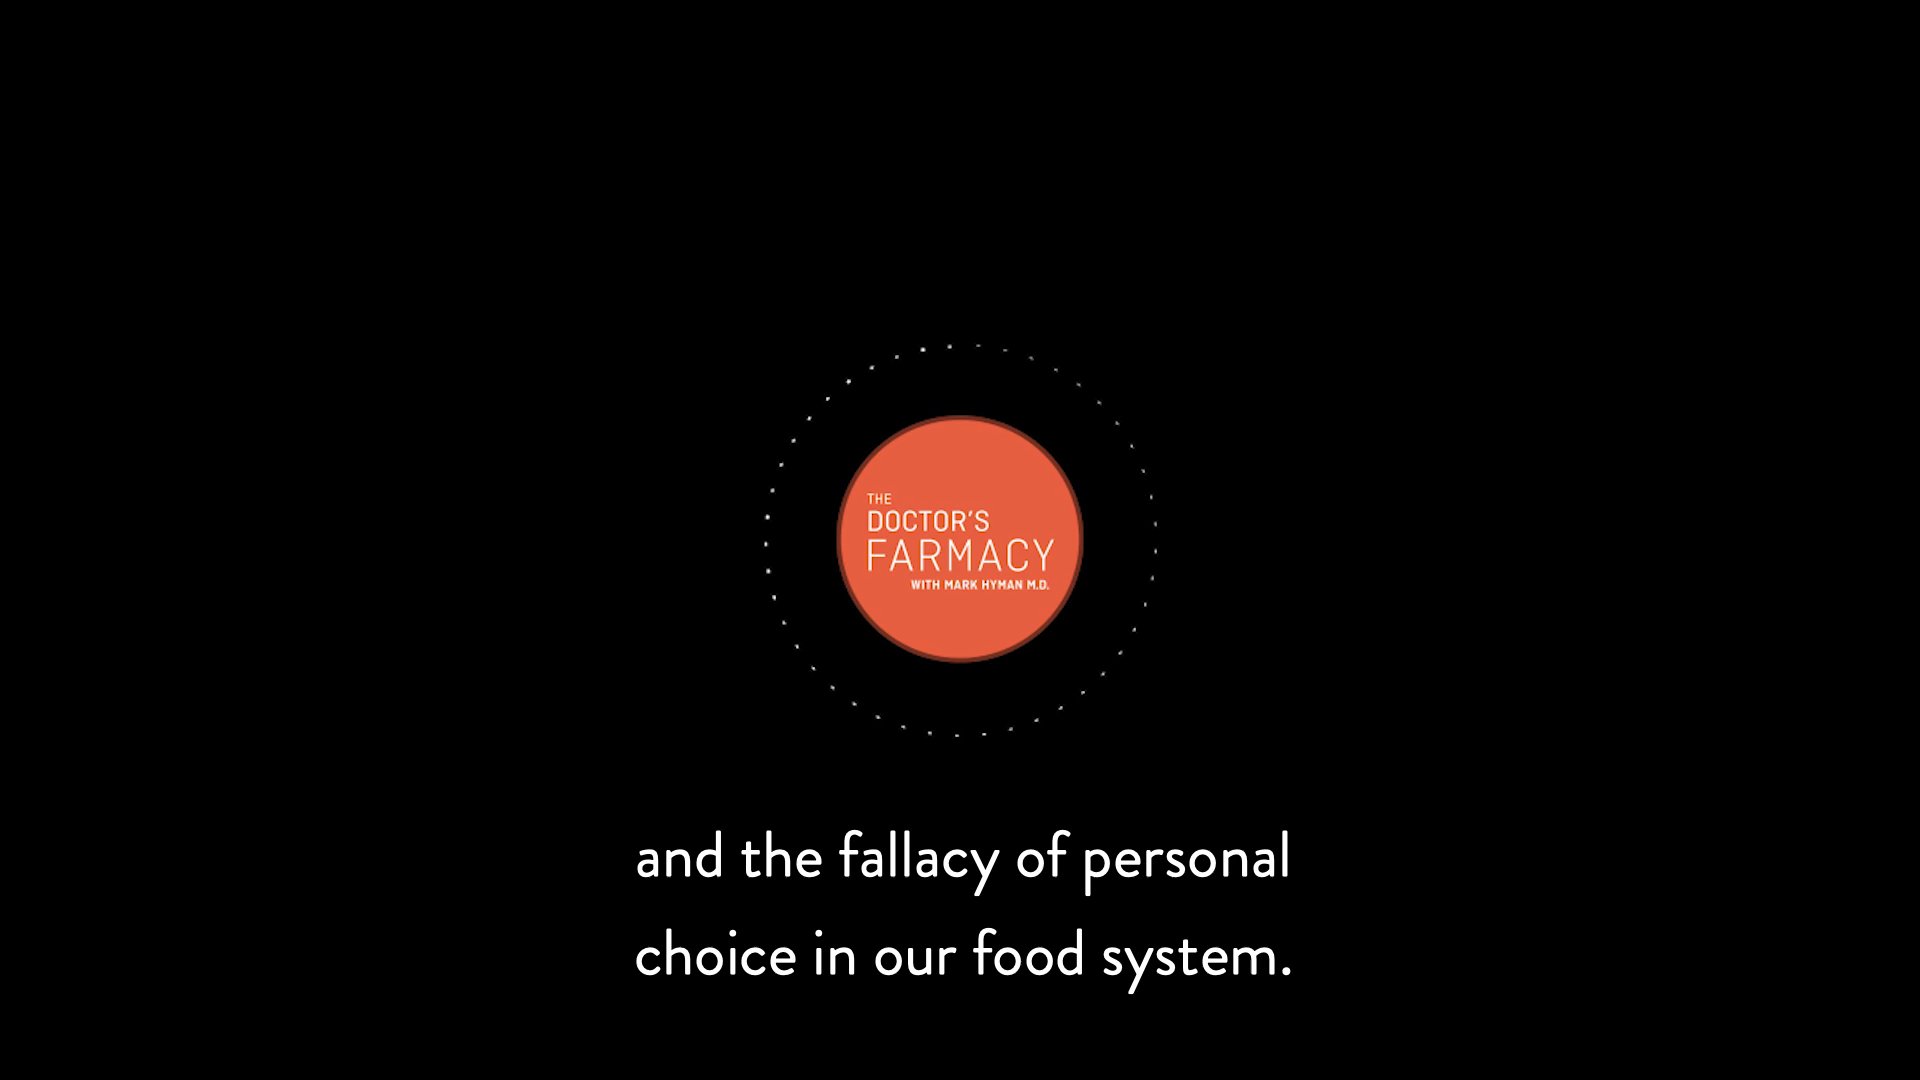 THE
DOCTOR'S
FARMACY
WITH MARK HYMAN M.D.
and the fallacy of personal
choice in our food system.